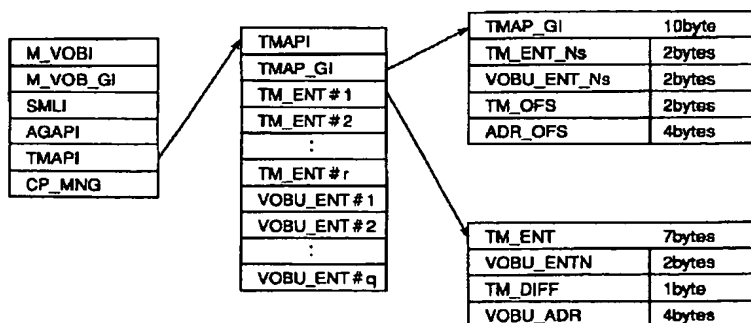 M_VOBI
M_VOB_GI
SMLI
AGAPI
TMAPI
CP_MNG
TMAPI
TMAP_GI
TM_ENT#1
TM_ENT#2
:
TM_ENT#r
VOBU_ENT#1
VOBU_ENT#2
:
VOBU_ENT#q
TMAP_GI 10byte
TM_ENT_Ns 2bytes
VOBU_ENT_Ns 2bytes
TM_OFS 2bytes
ADR_OFS 4bytes
TM_ENT 7bytes
VOBU_ENTN 2bytes
TM_DIFF 1byte
VOBU_ADR 4bytes